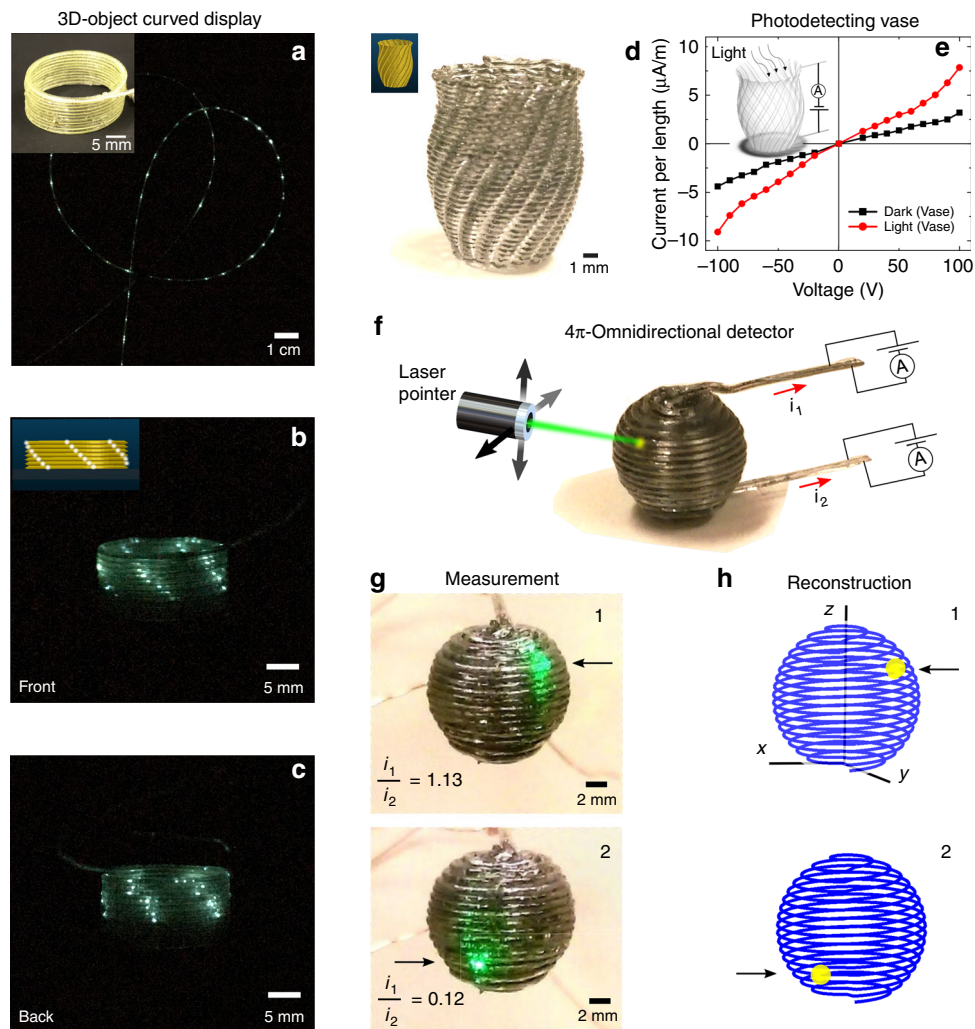 3D-object curved display
a
5 mm
1 cm
b
Front
5 mm
c
Back
5 mm
d
1 mm
Photodetecting vase
e
Light
A
Current per length (µA/m)
10
5
0
−5
−10
Dark (Vase)
Light (Vase)
−100
−50
0
50
100
Voltage (V)
f
4π-Omnidirectional detector
Laser
pointer
i1
A
i2
A
g
Measurement
1
i1
i2
= 1.13
2 mm
2
i1
i2
= 0.12
2 mm
h
Reconstruction
z
1
x
y
2